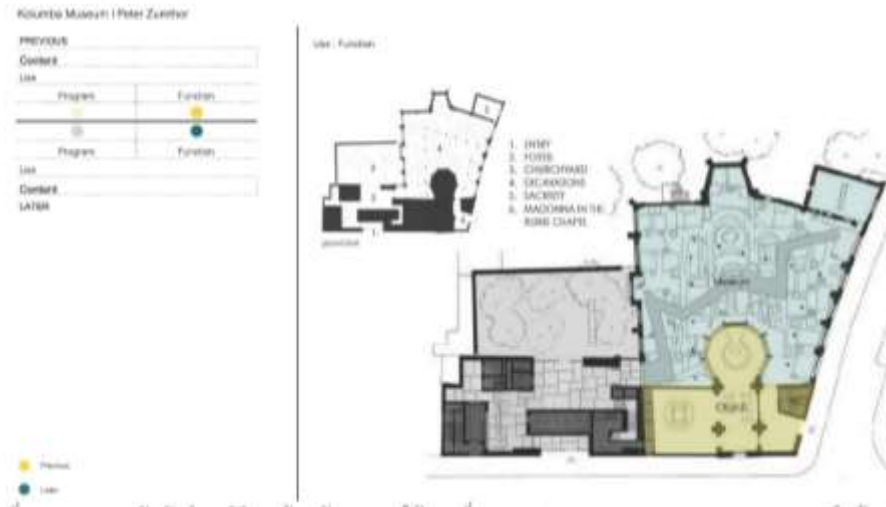 Kolumba Museum | Peter Zumthor
PREVIOUS
Content
Use
Program Function
Program Function
Use
Content
LATER
Previous
Later
Use : Function
1. ENTRY
2. FOYER
3. CHURCHYARD
4. EXCAVATIONS
5. SACRISTY
6. MADONNA IN THE
RUINS CHAPEL
Museum